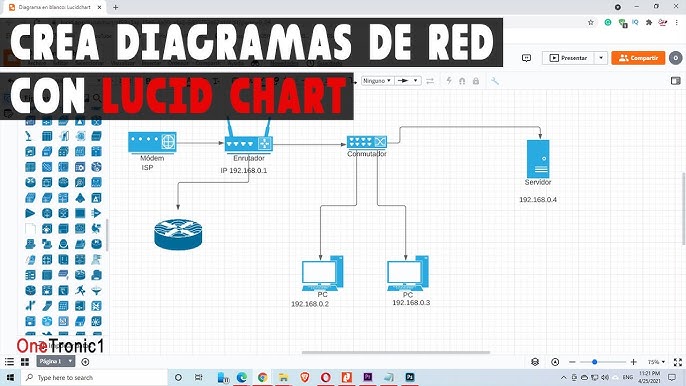 Diagrama en blanco: Lucidchart
CREA DIAGRAMAS DE RED
CON LUCID CHART
Presentar
Compartir
O
Ninguno
Módem
ISP
Enrutador
IP 192.168.0.1
Conmutador
Servidor
192.168.0.4
PC
192.168.0.2
PC
192.168.0.3
OneTronic1
Página 1
75%
Type here to search
ENG
11:21 PM
4/25/2021